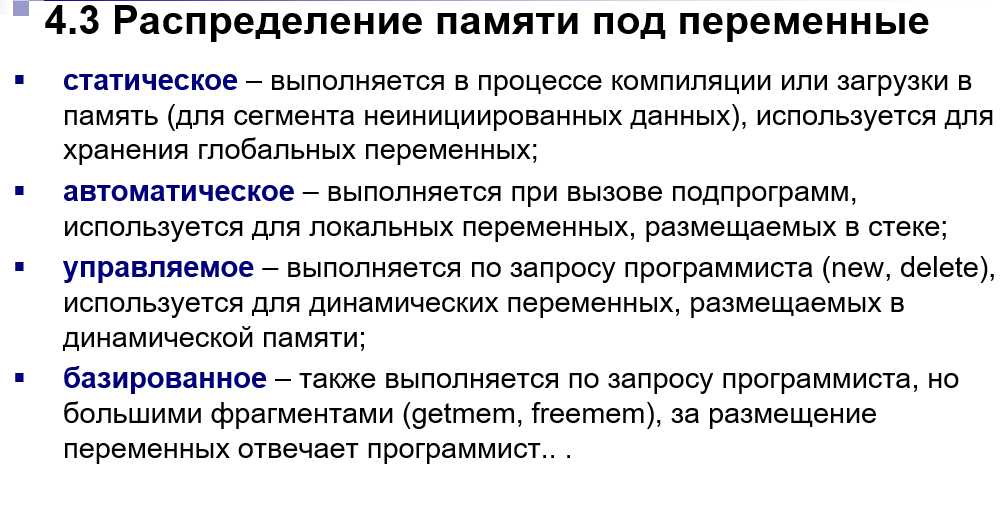 4.3 Распределение памяти под переменные
▪ статическое – выполняется в процессе компиляции или загрузки в
память (для сегмента неинициированных данных), используется для
хранения глобальных переменных;
▪ автоматическое – выполняется при вызове подпрограмм,
используется для локальных переменных, размещаемых в стеке;
▪ управляемое – выполняется по запросу программиста (new, delete),
используется для динамических переменных, размещаемых в
динамической памяти;
▪ базированное – также выполняется по запросу программиста, но
большими фрагментами (getmem, freemem), за размещение
переменных отвечает программист.. .